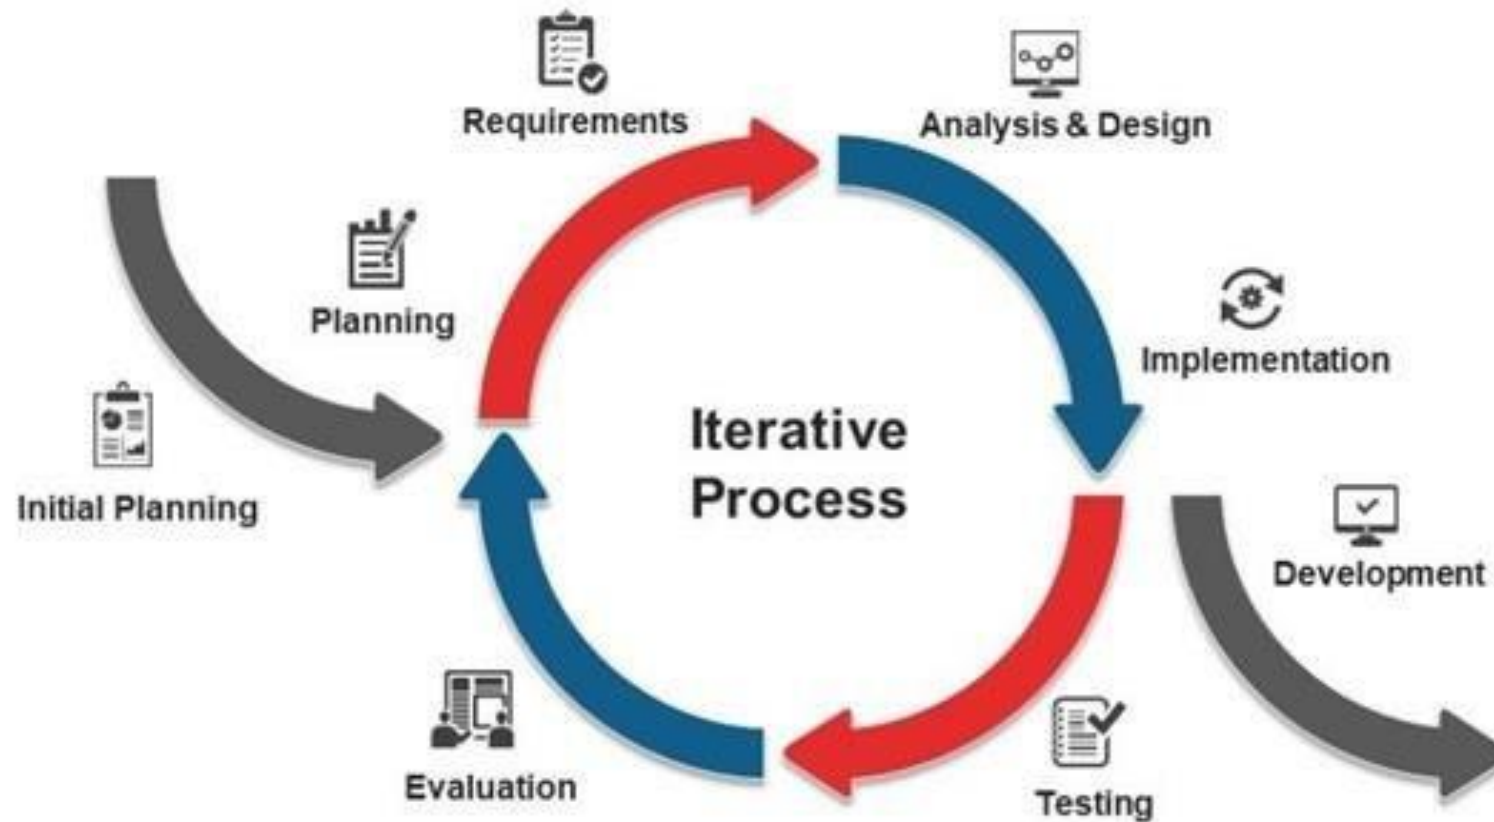 Requirements
Analysis & Design
Planning
Implementation
Initial Planning
Iterative
Process
Development
Evaluation
Testing